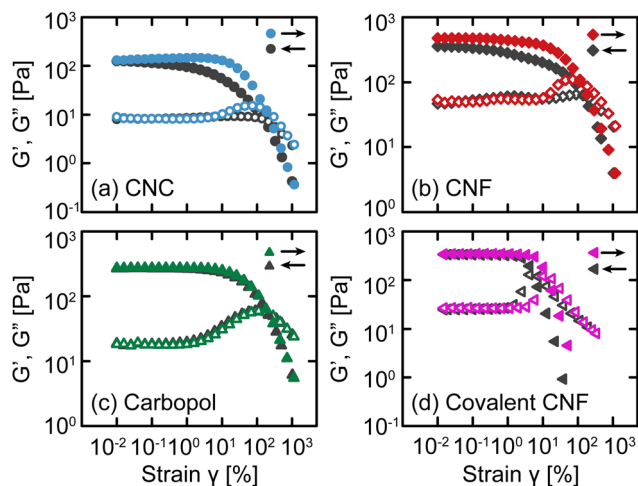 10³
10²
10¹
10⁰
10⁻¹
G', G'' [Pa]
→
←
(a) CNC
10³
10²
10¹
10⁰
G', G'' [Pa]
→
←
(b) CNF
10³
10²
10¹
10⁰
G', G'' [Pa]
→
←
(c) Carbopol
10⁻² 10⁻¹ 10⁰ 10¹ 10² 10³
Strain γ [%]
10³
10²
10¹
10⁰
10⁻¹
G', G'' [Pa]
→
←
(d) Covalent CNF
10⁻² 10⁻¹ 10⁰ 10¹ 10² 10³
Strain γ [%]